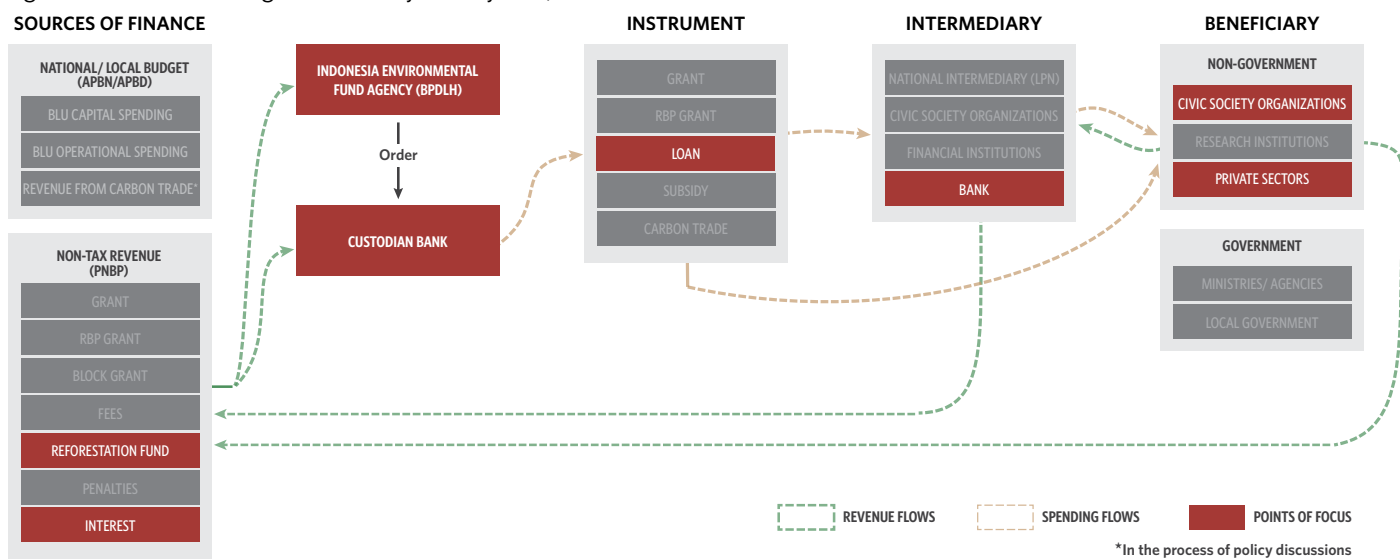 SOURCES OF FINANCE
NATIONAL/ LOCAL BUDGET
(APBN/APBD)
BLU CAPITAL SPENDING
BLU OPERATIONAL SPENDING
REVENUE FROM CARBON TRADE*
NON-TAX REVENUE
(PNBP)
GRANT
RBP GRANT
BLOCK GRANT
FEES
REFORESTATION FUND
PENALTIES
INTEREST
INDONESIA ENVIRONMENTAL
FUND AGENCY (BPDLH)
Order
CUSTODIAN BANK
INSTRUMENT
GRANT
RBP GRANT
LOAN
SUBSIDY
CARBON TRADE
INTERMEDIARY
NATIONAL INTERMEDIARY (LPN)
CIVIC SOCIETY ORGANIZATIONS
FINANCIAL INSTITUTIONS
BANK
BENEFICIARY
NON-GOVERNMENT
CIVIC SOCIETY ORGANIZATIONS
RESEARCH INSTITUTIONS
PRIVATE SECTORS
GOVERNMENT
MINISTRIES/ AGENCIES
LOCAL GOVERNMENT
REVENUE FLOWS
SPENDING FLOWS
POINTS OF FOCUS
*In the process of policy discussions